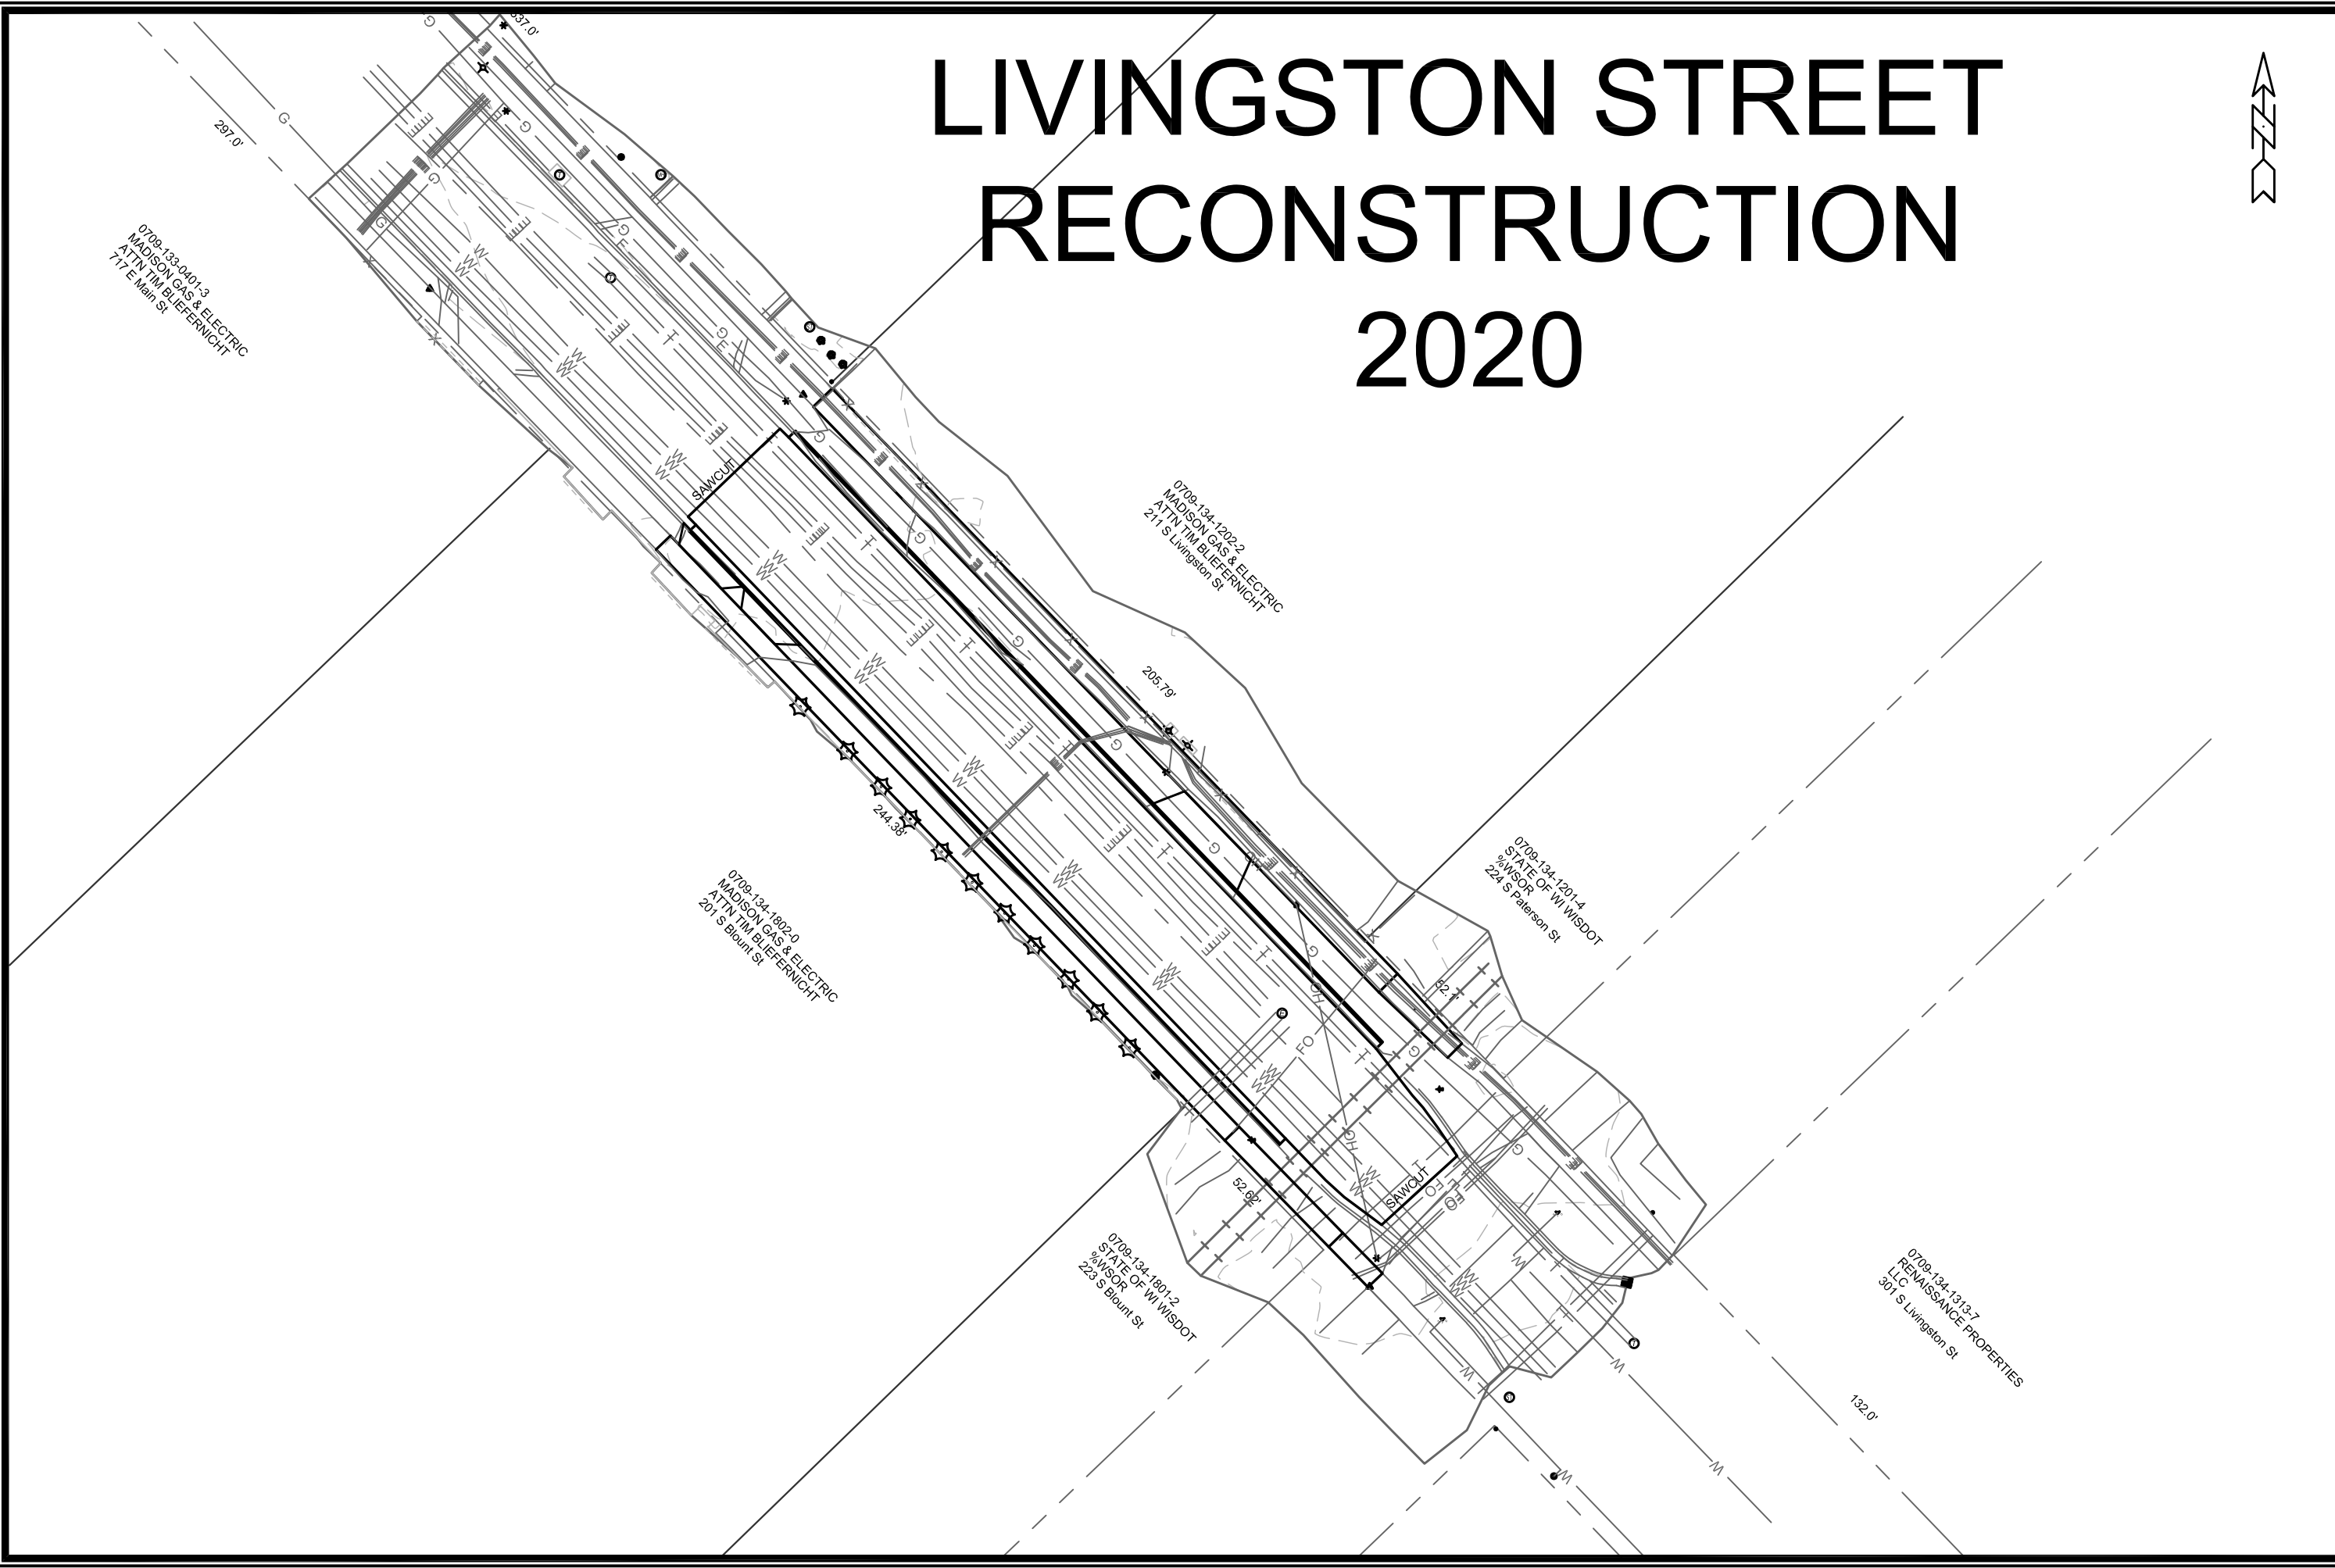 LIVINGSTON STREET
RECONSTRUCTION
2020
N
297.0'
0709-133-0401-3
MADISON GAS & ELECTRIC
ATTN TIM BLIEFERNICHT
717 E Main St
SAWCUT
0709-134-1202-2
MADISON GAS & ELECTRIC
ATTN TIM BLIEFERNICHT
211 S Livingston St
205.79'
244.38'
0709-134-1802-0
MADISON GAS & ELECTRIC
ATTN TIM BLIEFERNICHT
201 S Blount St
0709-134-1201-4
STATE OF WI WISDOT
%WSOR
224 S Paterson St
52.62'
SAWCUT
0709-134-1801-2
STATE OF WI WISDOT
%WSOR
223 S Blount St
0709-134-1313-7
RENAISSANCE PROPERTIES
LLC
301 S Livingston St
132.0'